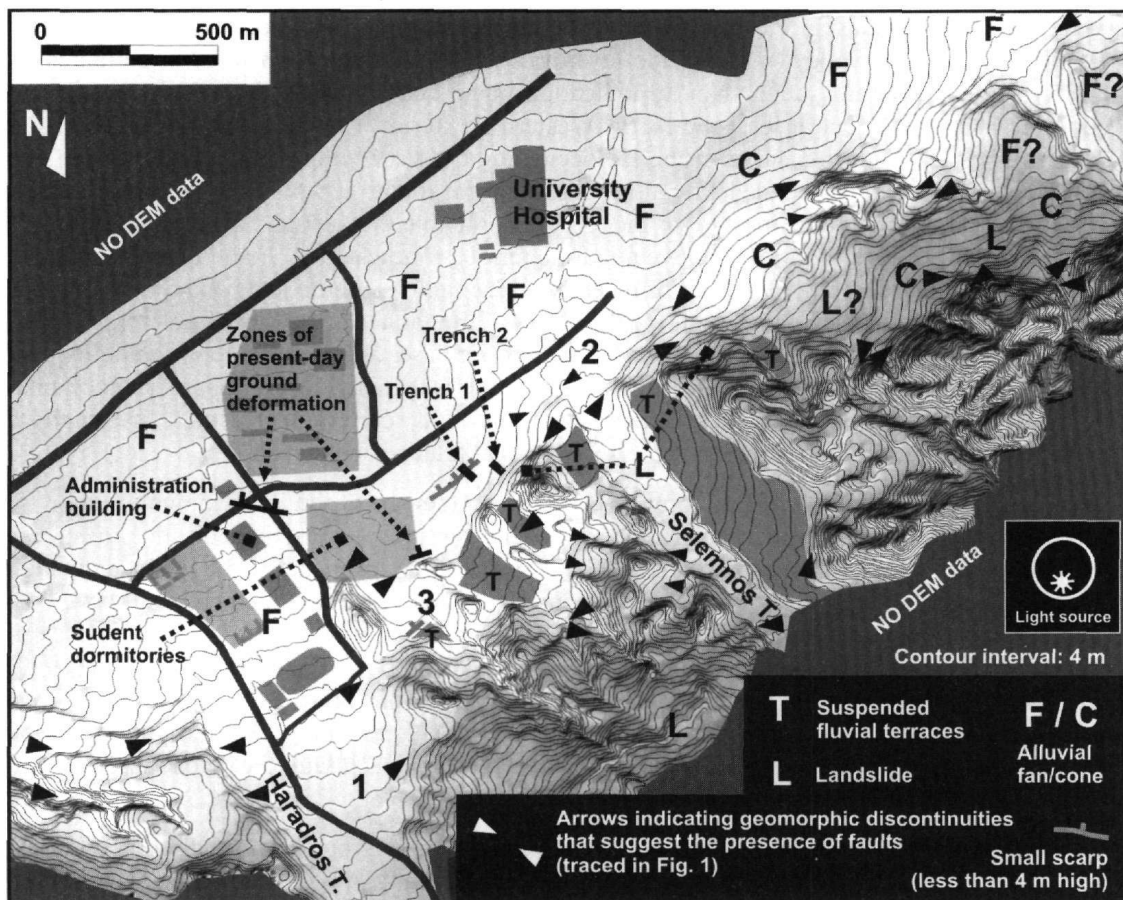 0 500 m
N
NO DEM data
F
F
F?
F?
C
C
C
L
C
L?
University
Hospital
F
F
F
Zones of
present-day
ground
deformation
Trench 2
Trench 1
2
T
T
T
T
L
F
Administration
building
Selemnos T.
NO DEM data
Light source
Sudent
dormitories
F
3
T
T
Contour interval: 4 m
L
1
Haradros T.
T Suspended
fluvial terraces
F / C
Alluvial
fan/cone
L Landslide
Arrows indicating geomorphic discontinuities
that suggest the presence of faults
(traced in Fig. 1)
Small scarp
(less than 4 m high)